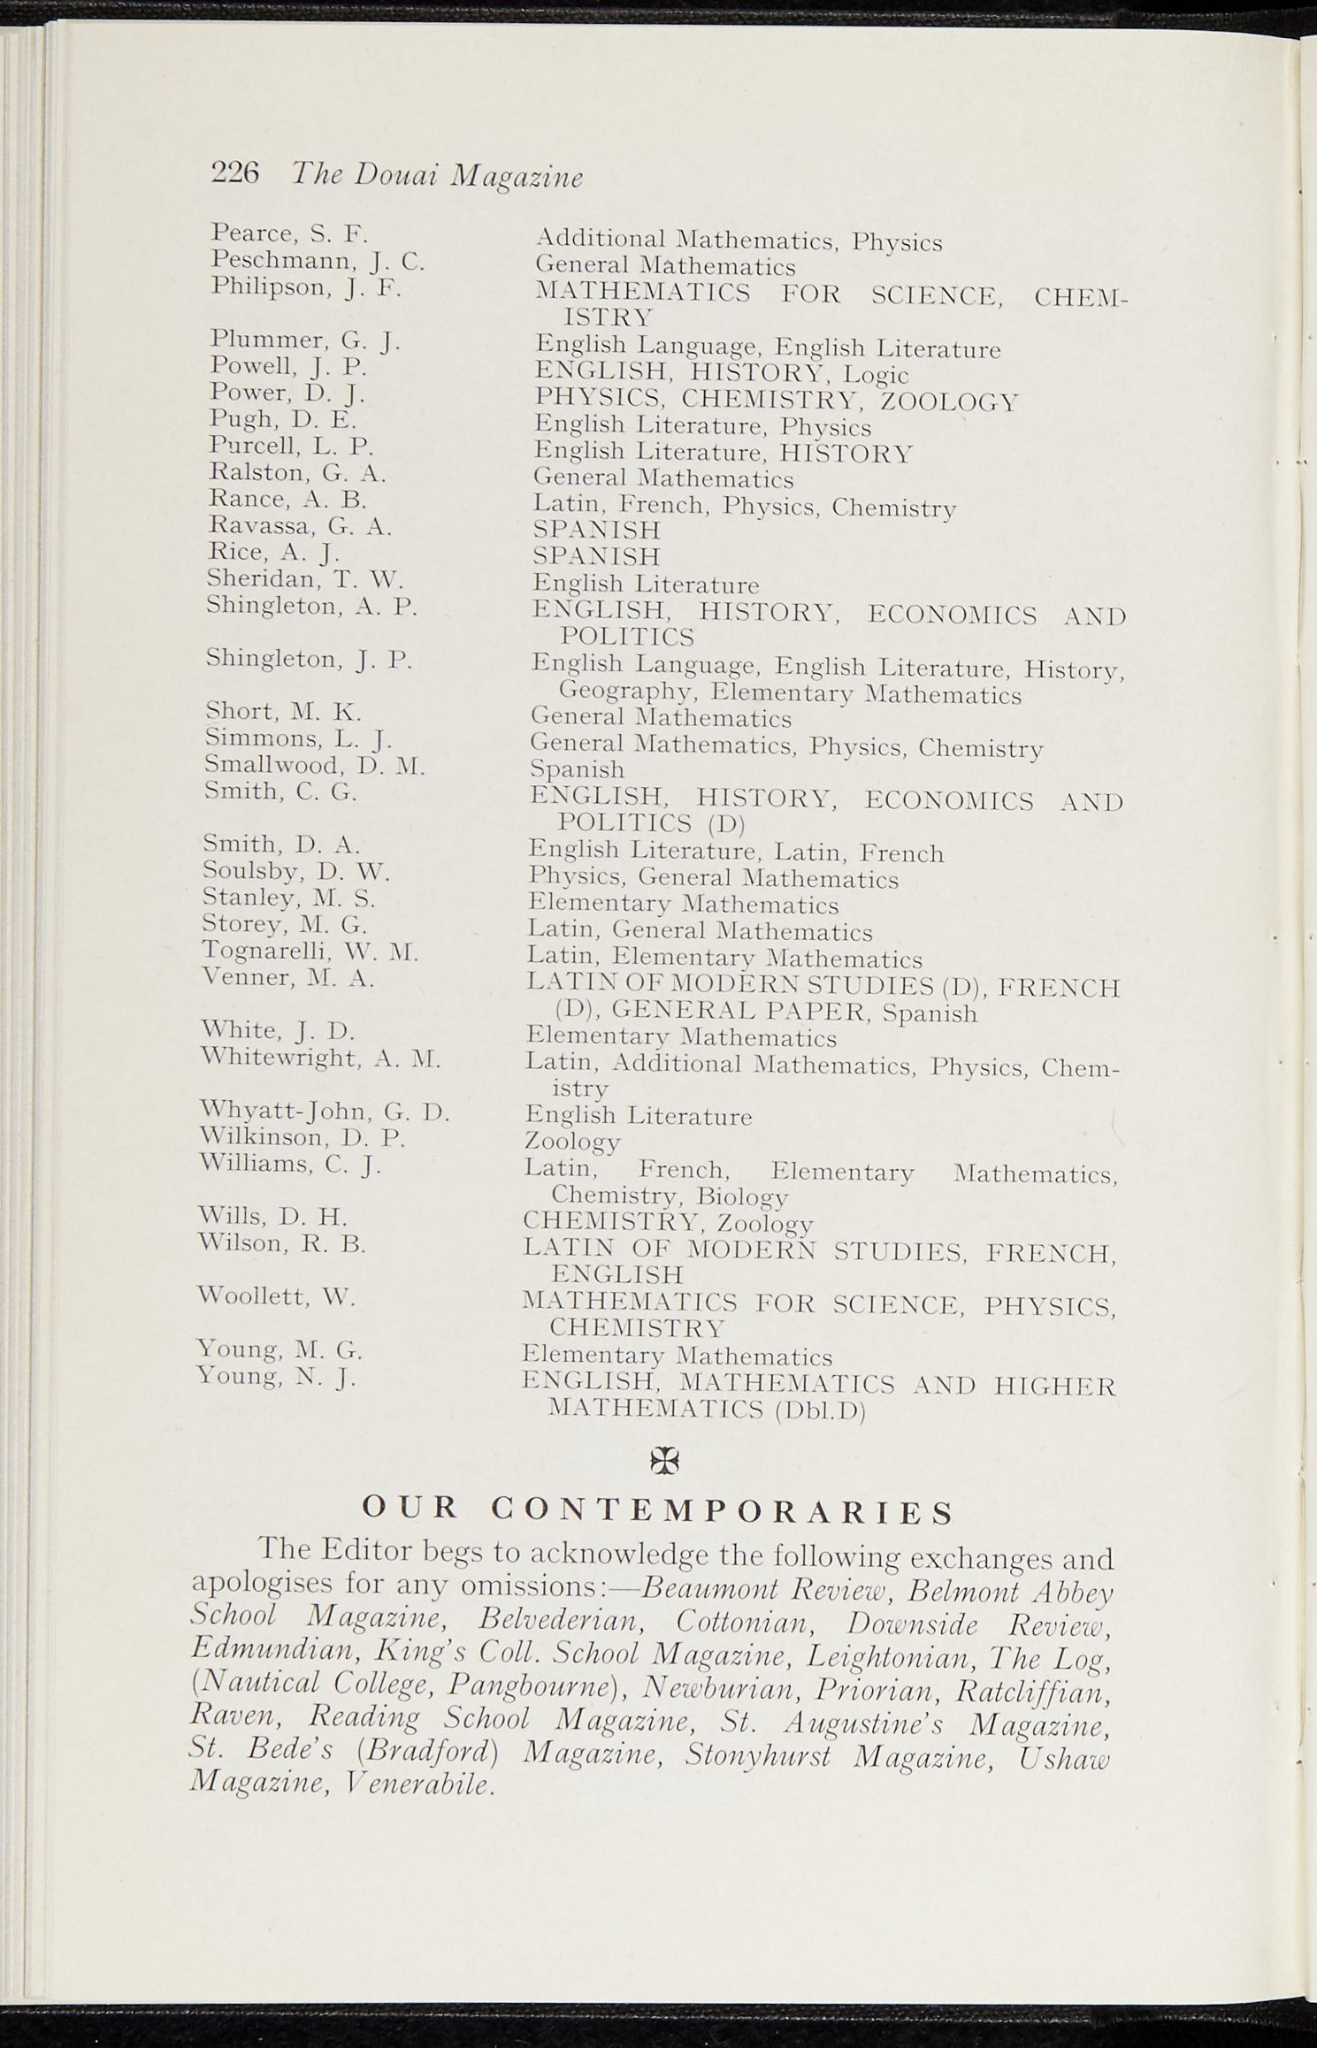 226 The Douai Magazine
Pearce, S. F. Additional Mathematics, Physics
Peschmann, J. C. General Mathematics
Philipson, J. F. MATHEMATICS FOR SCIENCE, CHEM-
ISTRY
Plummer, G. J. English Language, English Literature
Powell, J. P. ENGLISH, HISTORY, Logic
Power, D. J. PHYSICS, CHEMISTRY, ZOOLOGY
Pugh, D. E. English Literature, Physics
Purcell, L. P. English Literature, HISTORY
Ralston, G. A. General Mathematics
Rance, A. B. Latin, French, Physics, Chemistry
Ravassa, G. A. SPANISH
Rice, A. J. SPANISH
Sheridan, T. W. English Literature
Shingleton, A. P. ENGLISH, HISTORY, ECONOMICS AND
POLITICS
Shingleton, J. P. English Language, English Literature, History,
Geography, Elementary Mathematics
Short, M. K. General Mathematics
Simmons, L. J. General Mathematics, Physics, Chemistry
Smallwood, D. M. Spanish
Smith, C. G. ENGLISH, HISTORY, ECONOMICS AND
POLITICS (D)
Smith, D. A. English Literature, Latin, French
Soulsby, D. W. Physics, General Mathematics
Stanley, M. S. Elementary Mathematics
Storey, M. G. Latin, General Mathematics
Tognarelli, W. M. Latin, Elementary Mathematics
Venner, M. A. LATIN OF MODERN STUDIES (D), FRENCH
(D), GENERAL PAPER, Spanish
White, J. D. Elementary Mathematics
Whitewright, A. M. Latin, Additional Mathematics, Physics, Chem-
istry
Whyatt-John, G. D. English Literature
Wilkinson, D. P. Zoology
Williams, C. J. Latin, French, Elementary Mathematics,
Chemistry, Biology
Wills, D. H. CHEMISTRY, Zoology
Wilson, R. B. LATIN OF MODERN STUDIES, FRENCH,
ENGLISH
Woollett, W. MATHEMATICS FOR SCIENCE, PHYSICS,
CHEMISTRY
Young, M. G. Elementary Mathematics
Young, N. J. ENGLISH, MATHEMATICS AND HIGHER
MATHEMATICS (Dbl.D)
OUR CONTEMPORARIES
The Editor begs to acknowledge the following exchanges and
apologises for any omissions:—Beaumont Review, Belmont Abbey
School Magazine, Belvederian, Cottonian, Downside Review,
Edmundian, King's Coll. School Magazine, Leightonian, The Log,
(Nautical College, Pangbourne), Newburian, Priorian, Ratcliffian,
Raven, Reading School Magazine, St. Augustine's Magazine,
St. Bede's (Bradford) Magazine, Stonyhurst Magazine, Ushaw
Magazine, Venerabile.